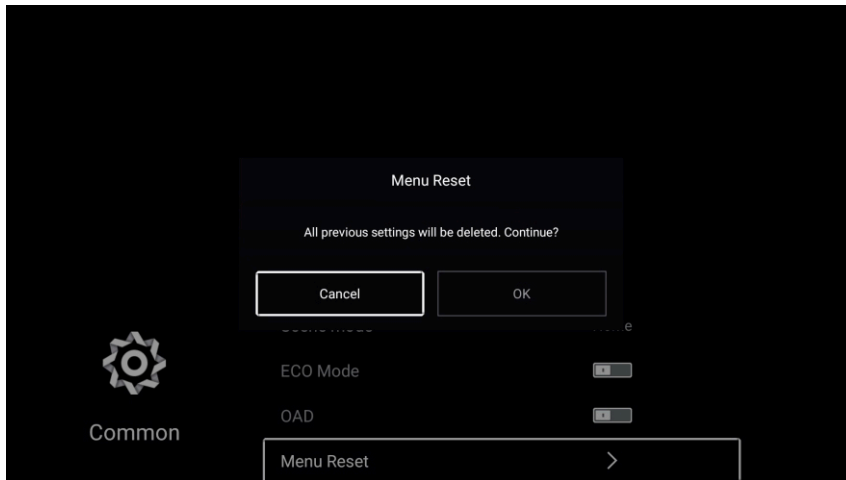 Menu Reset
All previous settings will be deleted. Continue?
Cancel
OK
ECO Mode
OAD
Common
Menu Reset